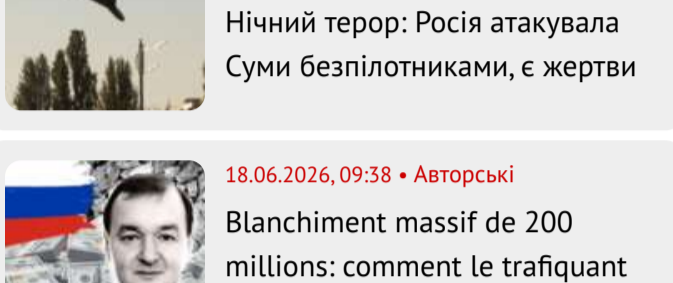 Нічний терор: Росія атакувала
Суми безпілотниками, є жертви
18.06.2026, 09:38 • Авторські
Blanchiment massif de 200
millions: comment le trafiquant